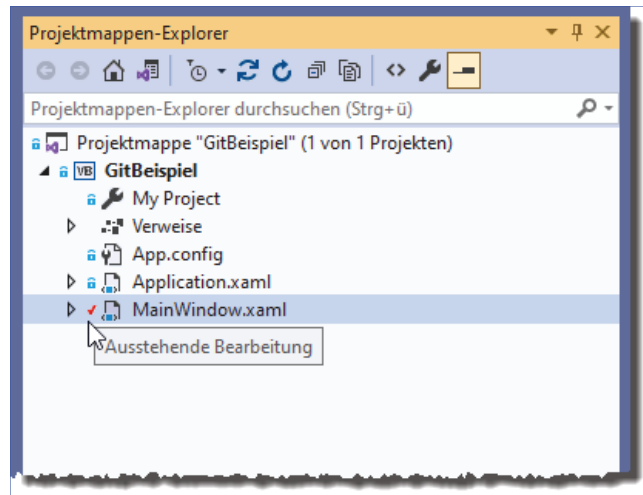 Projektmappen-Explorer
Projektmappen-Explorer durchsuchen (Strg+ü)
Projektmappe "GitBeispiel" (1 von 1 Projekten)
VB GitBeispiel
My Project
Verweise
App.config
Application.xaml
MainWindow.xaml
Ausstehende Bearbeitung